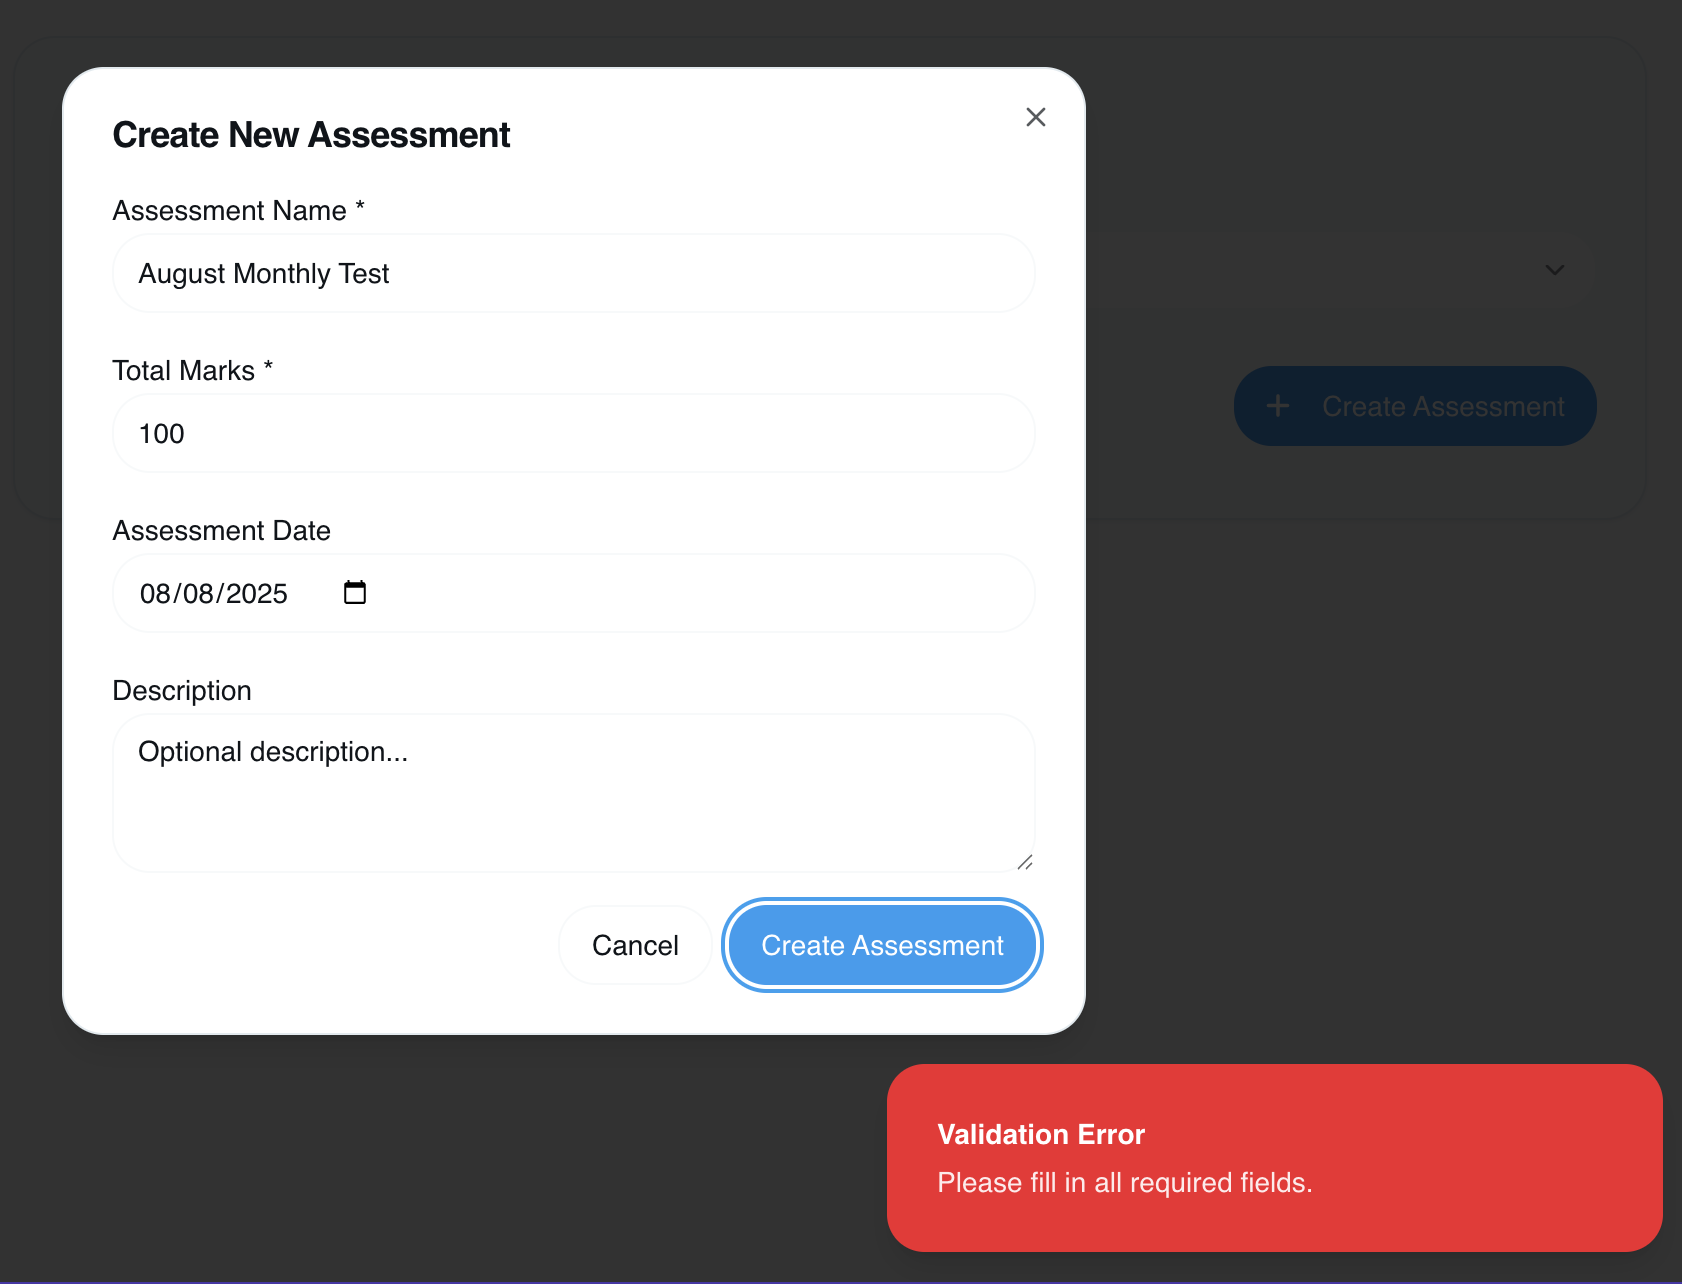 Create New Assessment
Assessment Name *
August Monthly Test
Total Marks *
100
Assessment Date
08/08/2025
Description
Optional description...
Cancel
Create Assessment
+ Create Assessment
Validation Error
Please fill in all required fields.